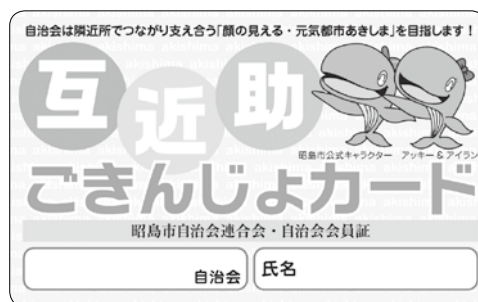 自治会は隣近所でつながり支え合う「顔の見える・元気都市あきしま」を目指します!
互近助
昭島市公式キャラクター アッキー&アイラン
ごきんじょカード
昭島市自治会連合会・自治会会員証
自治会 氏名